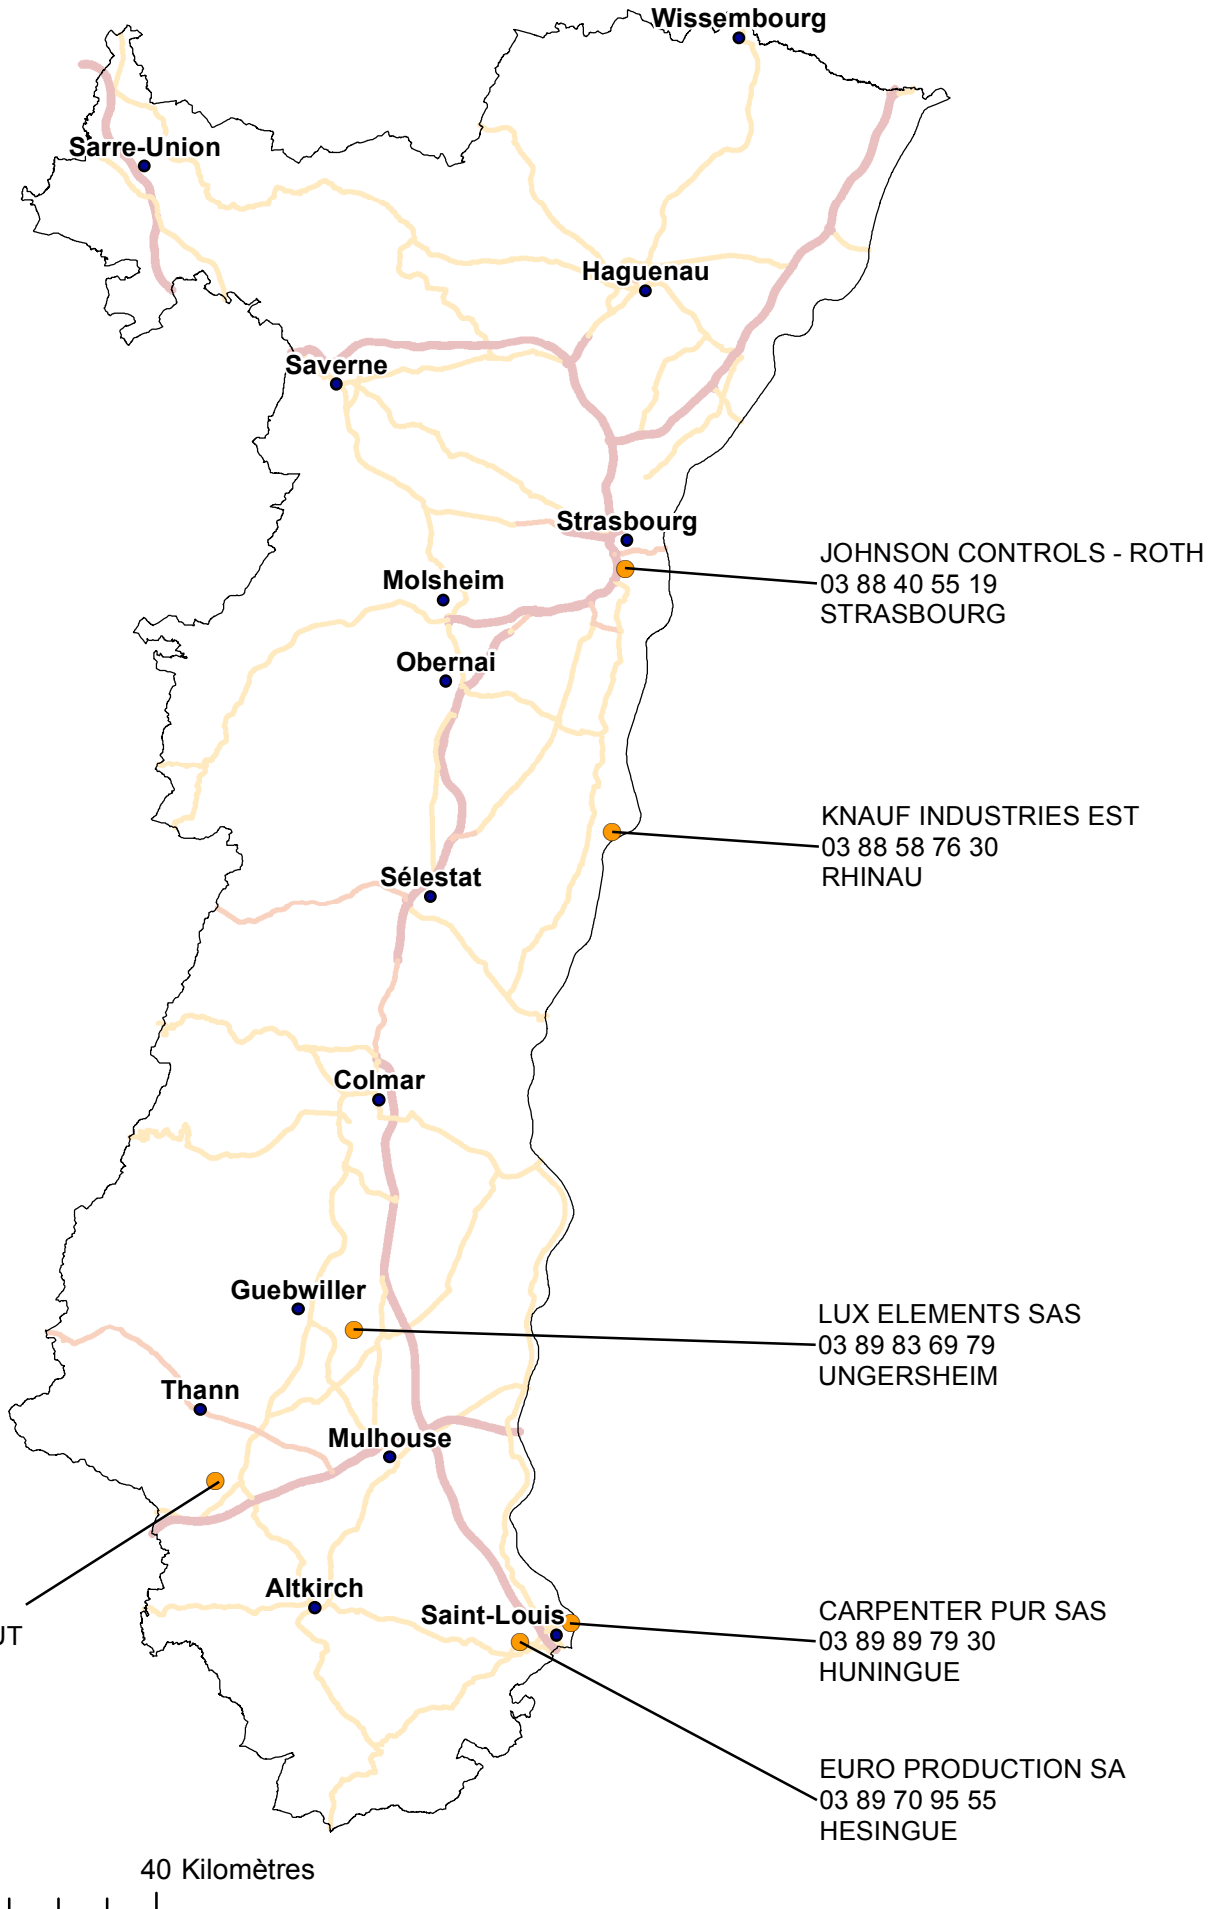 Wissembourg
Sarre-Union
Haguenau
Saverne
Strasbourg
JOHNSON CONTROLS - ROTH
03 88 40 55 19
STRASBOURG
Molsheim
Obernai
KNAUF INDUSTRIES EST
03 88 58 76 30
RHINAU
Sélestat
Colmar
Guebwiller
LUX ELEMENTS SAS
03 89 83 69 79
UNGERSHEIM
Thann
Mulhouse
Altkirch
Saint-Louis
CARPENTER PUR SAS
03 89 89 79 30
HUNINGUE
EURO PRODUCTION SA
03 89 70 95 55
HESINGUE
40 Kilomètres